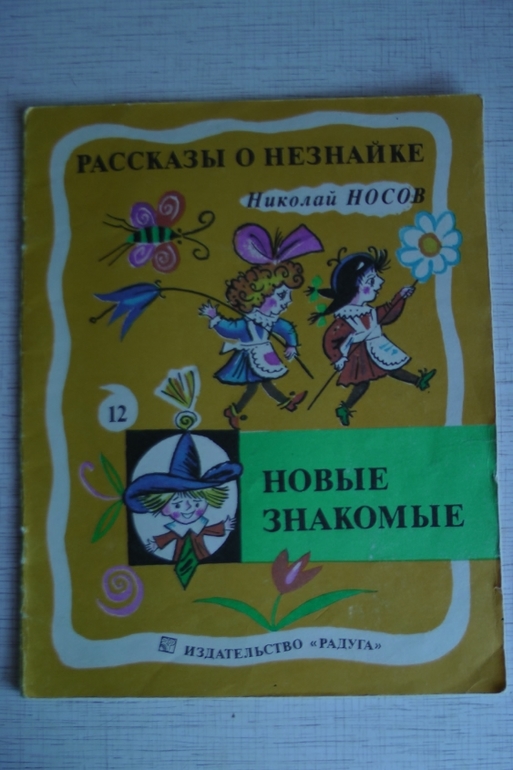 РАССКАЗЫ О НЕЗНАЙКЕ
Николай НОСОВ
12
НОВЫЕ
ЗНАКОМЫЕ
ИЗДАТЕЛЬСТВО «РАДУГА»